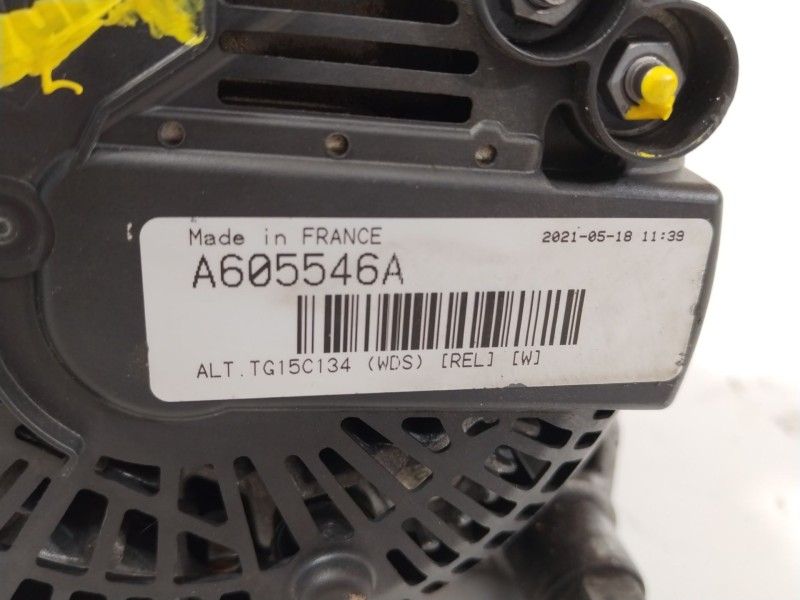 Made in FRANCE 2021-05-18 11:39
A605546A
ALT.TG15C134 (WDS) [REL] [W]